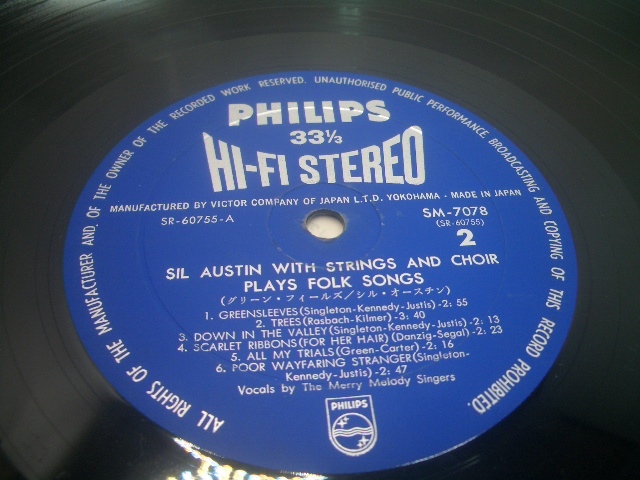 ALL RIGHTS OF THE MANUFACTURER AND OF THE OWNER OF THE RECORDED WORK RESERVED. UNAUTHORISED PUBLIC PERFORMANCE BROADCASTING AND COPYING OF THIS RECORD PROHIBITED.
PHILIPS
33⅓
HI-FI STEREO
MANUFACTURED BY VICTOR COMPANY OF JAPAN L.T.D. YOKOHAMA · MADE IN JAPAN
SR-60755-A
SM-7078
(SR-60755)
2
SIL AUSTIN WITH STRINGS AND CHOIR
PLAYS FOLK SONGS
(グリーン・フィールズ/シル・オースチン)
1. GREENSLEEVES (Singleton-Kennedy-Justis)-2: 55
2. TREES (Rasbach-Kilmer)-3: 40
3. DOWN IN THE VALLEY (Singleton-Kennedy-Justis)-2: 13
4. SCARLET RIBBONS (FOR HER HAIR) (Danzig-Segal)-2: 23
5. ALL MY TRIALS (Green-Carter)-2: 16
6. POOR WAYFARING STRANGER (Singleton-
Kennedy-Justis)-2: 47
Vocals by The Merry Melody Singers
PHILIPS